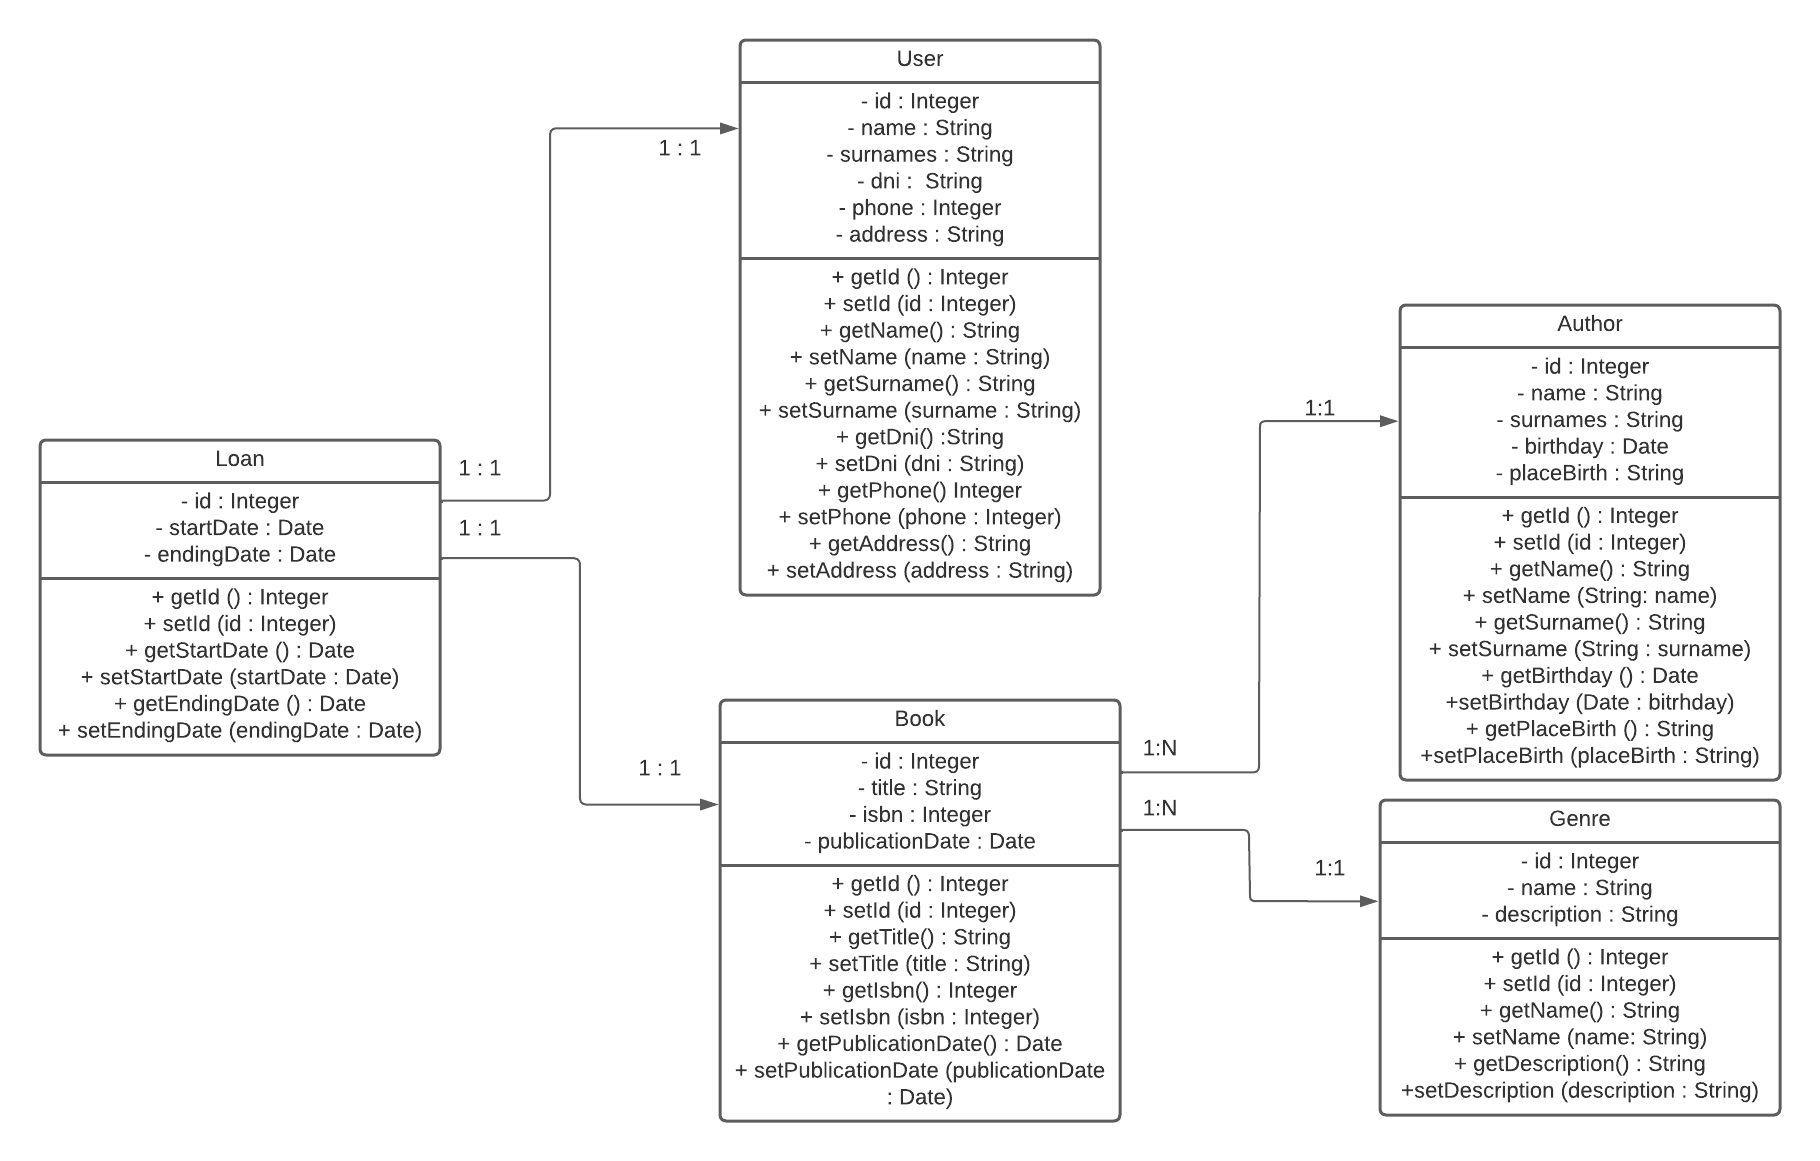 User
- id : Integer
- name : String
- surnames : String
- dni :  String
- phone : Integer
- address : String
+ getId () : Integer
+ setId (id : Integer)
+ getName() : String
+ setName (name : String)
+ getSurname() : String
+ setSurname (surname : String)
+ getDni() :String
+ setDni (dni : String)
+ getPhone() Integer
+ setPhone (phone : Integer)
+ getAddress() : String
+ setAddress (address : String)
1 : 1
Loan
- id : Integer
- startDate : Date
- endingDate : Date
+ getId () : Integer
+ setId (id : Integer)
+ getStartDate () : Date
+ setStartDate (startDate : Date)
+ getEndingDate () : Date
+ setEndingDate (endingDate : Date)
1 : 1
1 : 1
1 : 1
Book
- id : Integer
- title : String
- isbn : Integer
- publicationDate : Date
+ getId () : Integer
+ setId (id : Integer)
+ getTitle() : String
+ setTitle (title : String)
+ getIsbn() : Integer
+ setIsbn (isbn : Integer)
+ getPublicationDate() : Date
+ setPublicationDate (publicationDate
: Date)
1:N
1:N
1:1
1:1
Author
- id : Integer
- name : String
- surnames : String
- birthday : Date
- placeBirth : String
+ getId () : Integer
+ setId (id : Integer)
+ getName() : String
+ setName (String: name)
+ getSurname() : String
+ setSurname (String : surname)
+ getBirthday () : Date
+setBirthday (Date : bitrhday)
+ getPlaceBirth () : String
+setPlaceBirth (placeBirth : String)
Genre
- id : Integer
- name : String
- description : String
+ getId () : Integer
+ setId (id : Integer)
+ getName() : String
+ setName (name: String)
+ getDescription() : String
+setDescription (description : String)